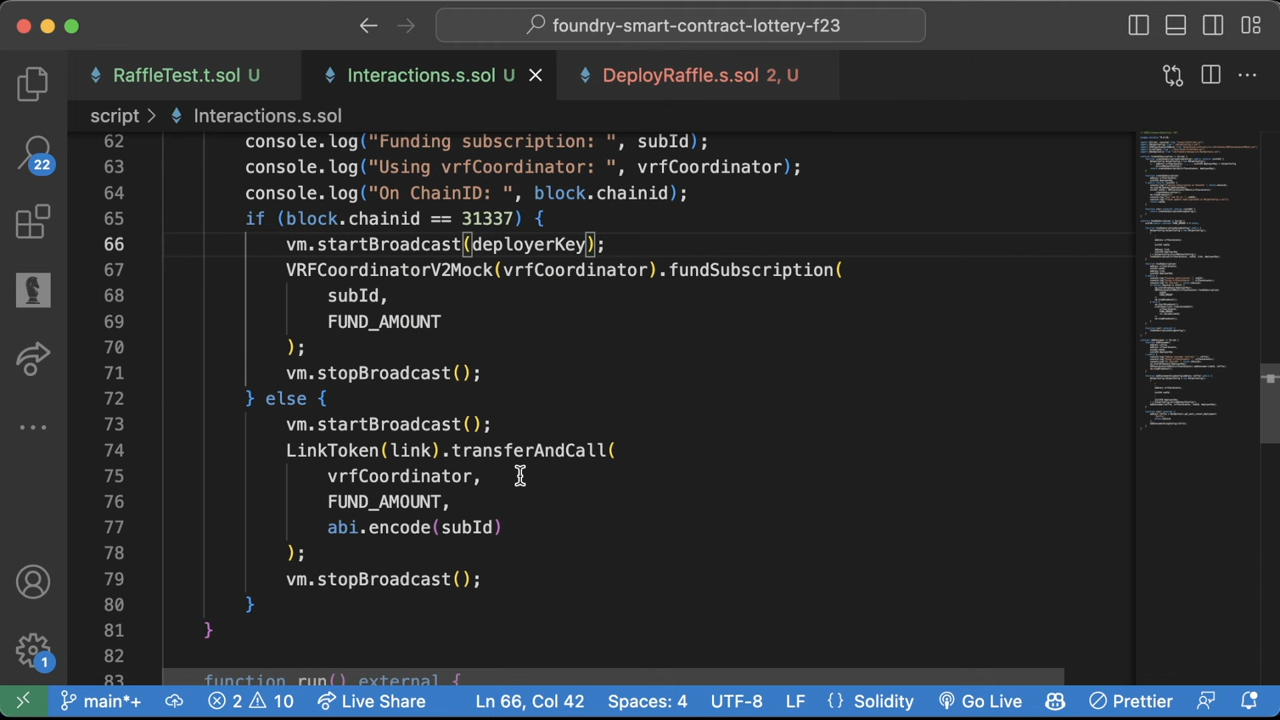 foundry-smart-contract-lottery-f23
RaffleTest.t.sol U
Interactions.s.sol U
DeployRaffle.s.sol 2, U
script > Interactions.s.sol
62 console.log("Funding subscription: ", subId);
63 console.log("Using vrfCoordinator: ", vrfCoordinator);
64 console.log("On ChainID: ", block.chainid);
65 if (block.chainid == 31337) {
66 vm.startBroadcast(deployerKey);
67 VRFCoordinatorV2Mock(vrfCoordinator).fundSubscription(
68 subId,
69 FUND_AMOUNT
70 );
71 vm.stopBroadcast();
72 } else {
73 vm.startBroadcast();
74 LinkToken(link).transferAndCall(
75 vrfCoordinator,
76 FUND_AMOUNT,
77 abi.encode(subId)
78 );
79 vm.stopBroadcast();
80 }
81 }
82
83 function run() external {
22
1
main*+
2 10
Live Share
Ln 66, Col 42
Spaces: 4
UTF-8
LF
{} Solidity
Go Live
Prettier